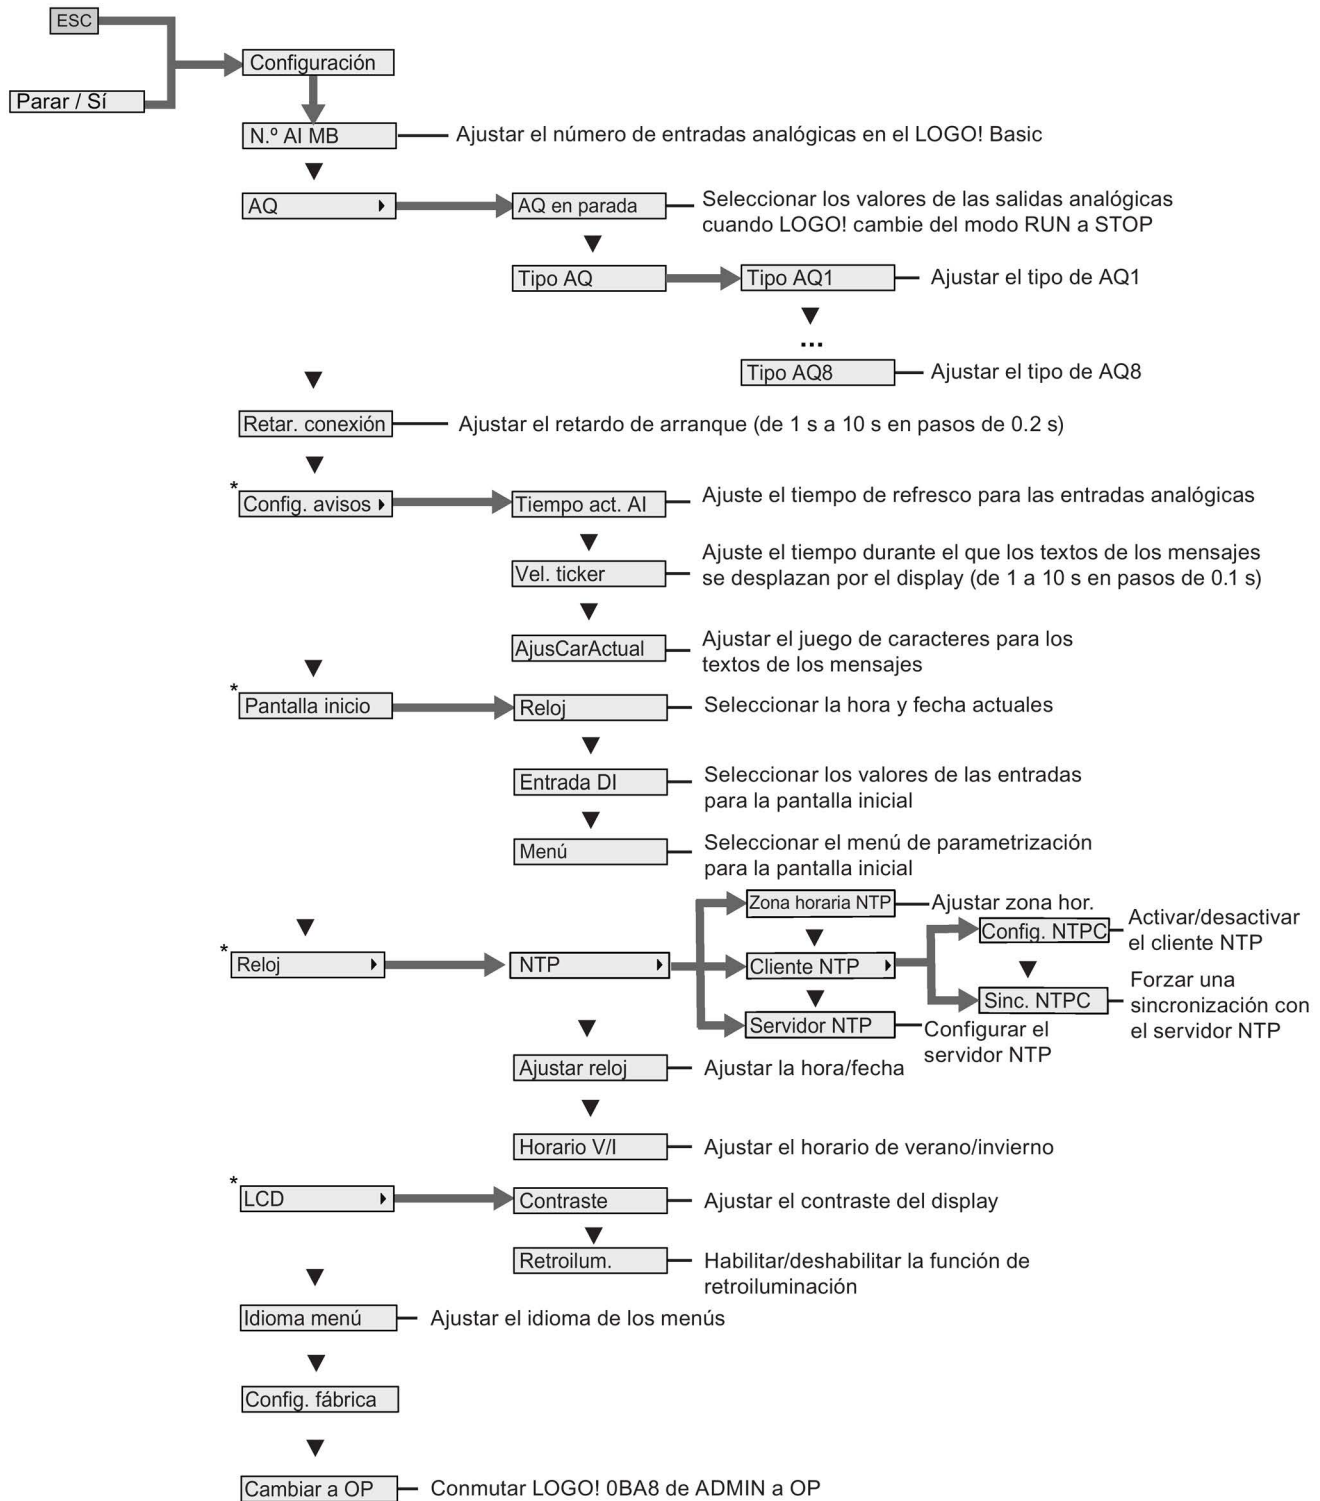 ESC
Configuración
Parar / Sí
N.º AI MB
Ajustar el número de entradas analógicas en el LOGO! Basic
AQ
AQ en parada
Seleccionar los valores de las salidas analógicas
cuando LOGO! cambie del modo RUN a STOP
Tipo AQ
Tipo AQ1
Ajustar el tipo de AQ1
...
Tipo AQ8
Ajustar el tipo de AQ8
Retar. conexión
Ajustar el retardo de arranque (de 1 s a 10 s en pasos de 0.2 s)
*
Config. avisos
Tiempo act. AI
Ajuste el tiempo de refresco para las entradas analógicas
Vel. ticker
Ajuste el tiempo durante el que los textos de los mensajes
se desplazan por el display (de 1 a 10 s en pasos de 0.1 s)
AjusCarActual
Ajustar el juego de caracteres para los
textos de los mensajes
*
Pantalla inicio
Reloj
Seleccionar la hora y fecha actuales
Entrada DI
Seleccionar los valores de las entradas
para la pantalla inicial
Menú
Seleccionar el menú de parametrización
para la pantalla inicial
*
Reloj
NTP
Zona horaria NTP
Ajustar zona hor.
Cliente NTP
Config. NTPC
Activar/desactivar
el cliente NTP
Sinc. NTPC
Forzar una
sincronización con
el servidor NTP
Servidor NTP
Configurar el
servidor NTP
Ajustar reloj
Ajustar la hora/fecha
Horario V/I
Ajustar el horario de verano/invierno
*
LCD
Contraste
Ajustar el contraste del display
Retroilum.
Habilitar/deshabilitar la función de
retroiluminación
Idioma menú
Ajustar el idioma de los menús
Config. fábrica
Cambiar a OP
Conmutar LOGO! 0BA8 de ADMIN a OP